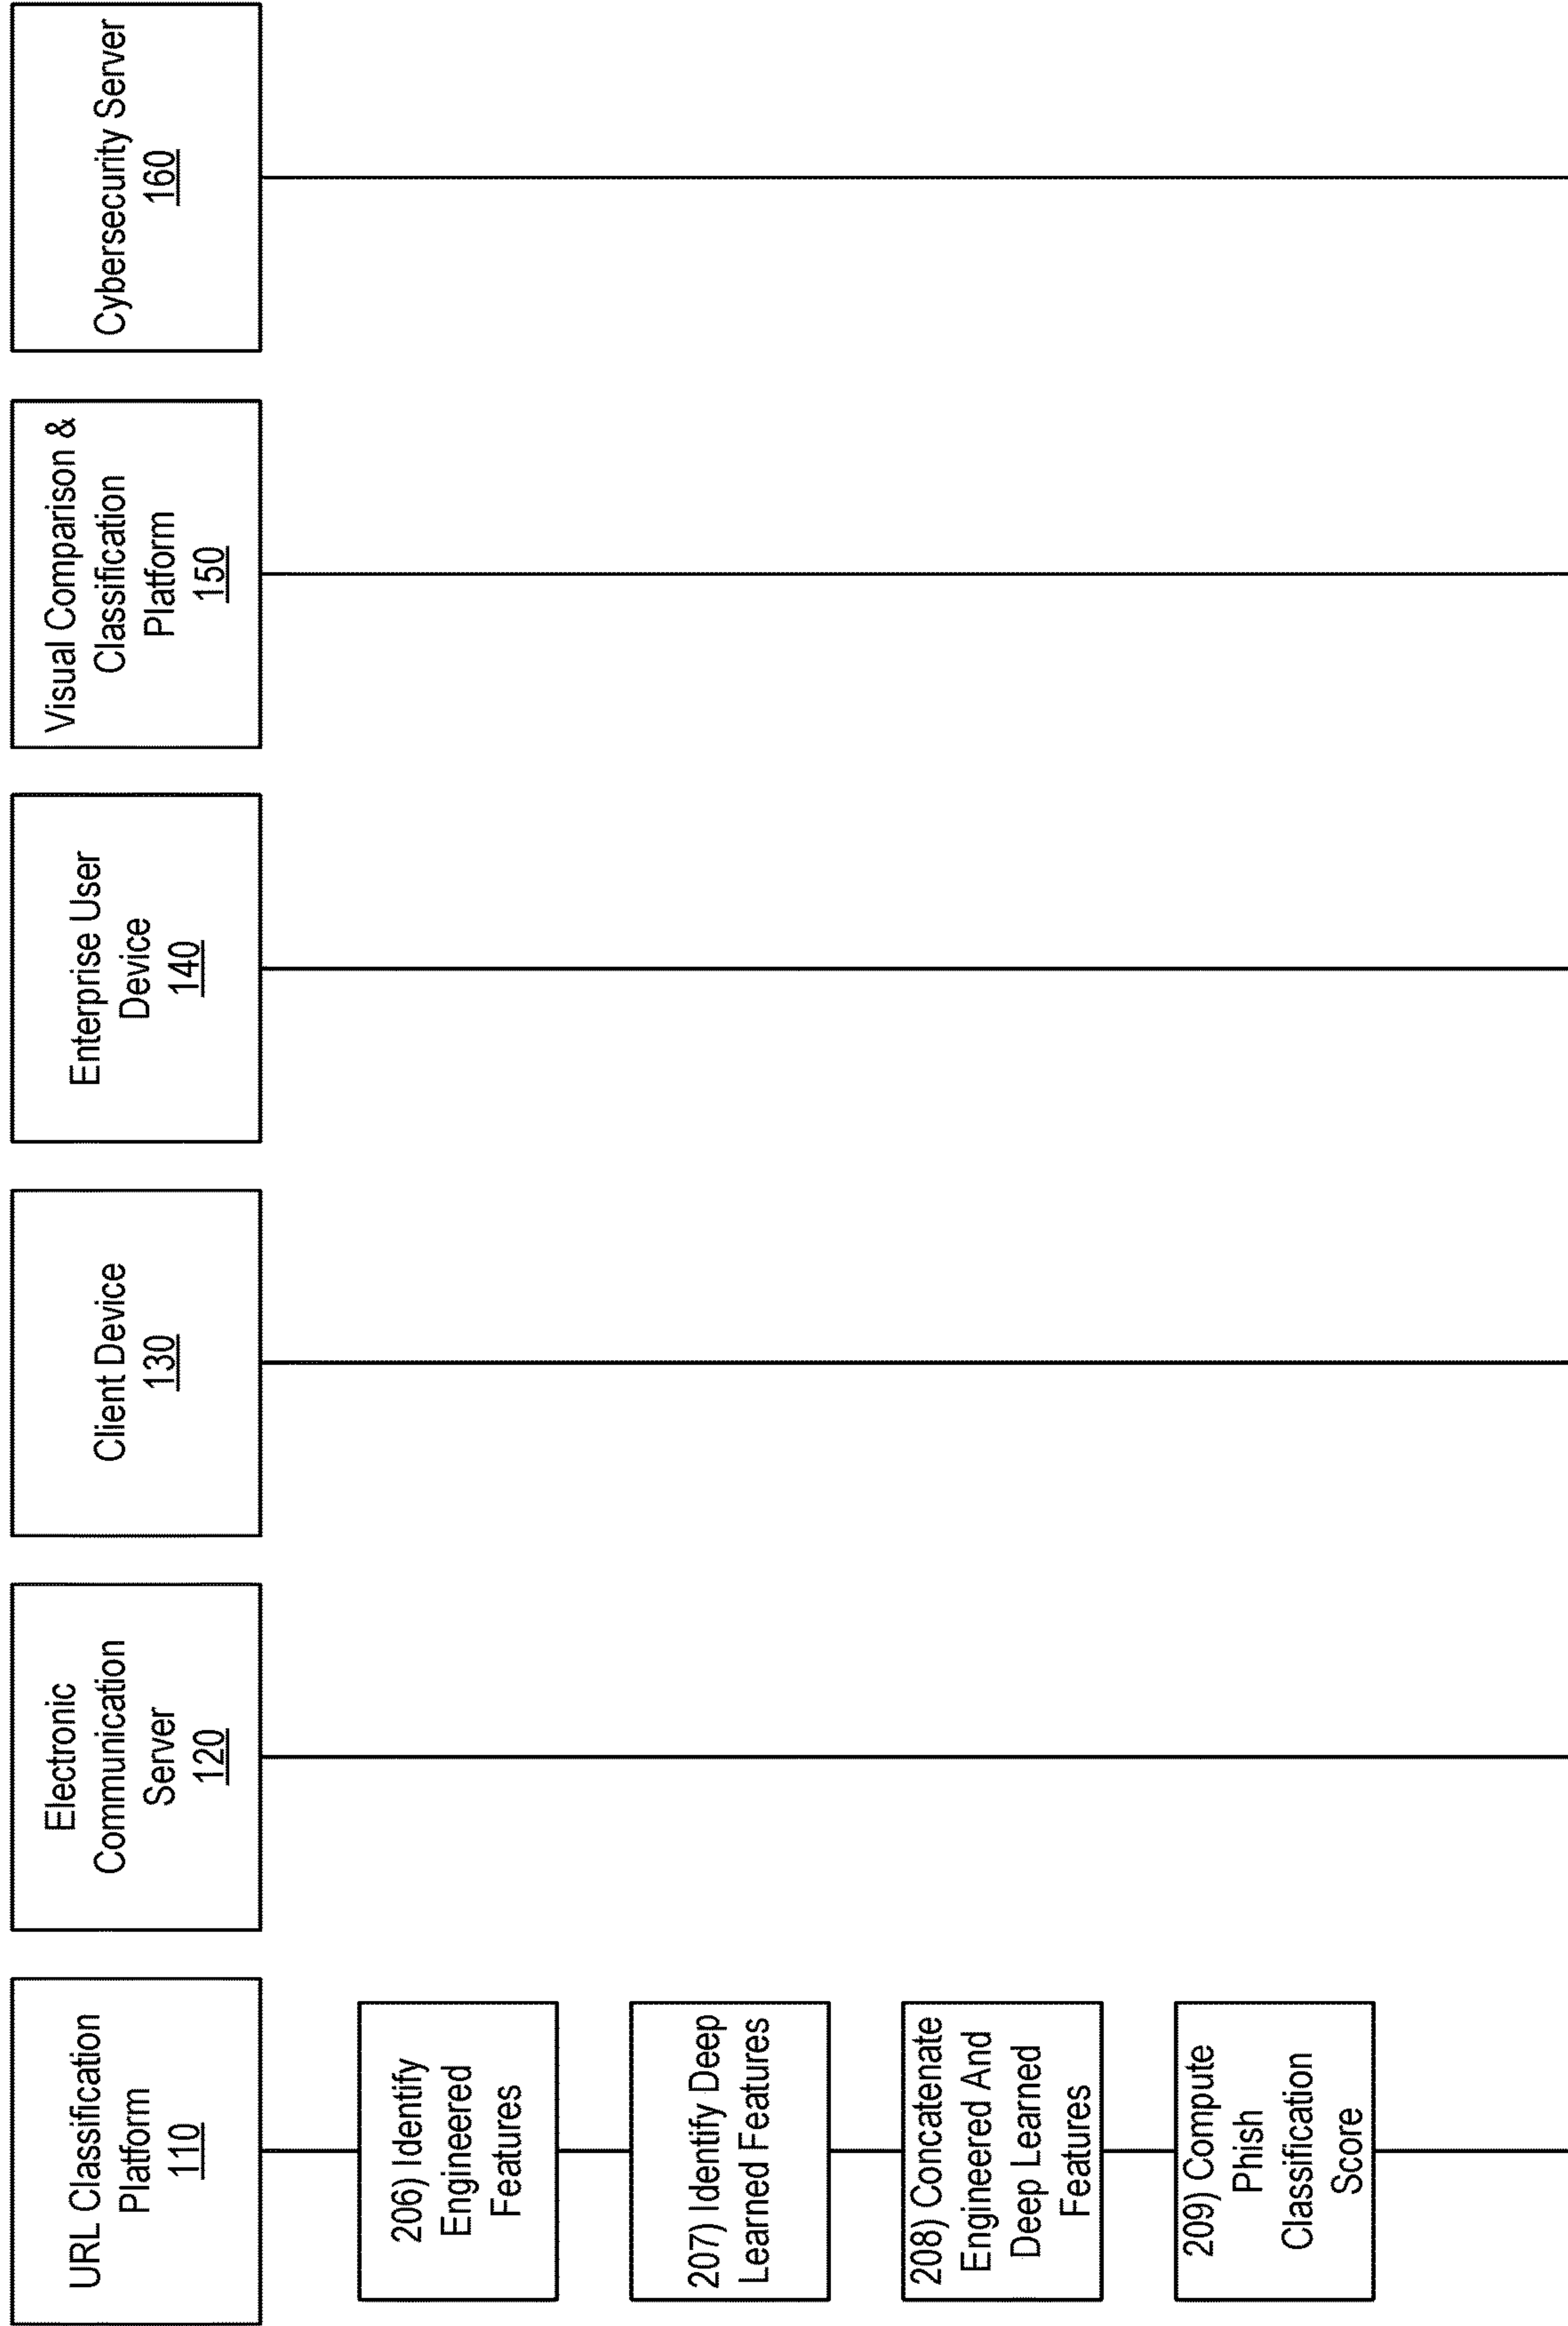 URL Classification
Platform
110
Electronic
Communication
Server
120
Client Device
130
Enterprise User
Device
140
Visual Comparison &
Classification
Platform
150
Cybersecurity Server
160
206) Identify
Engineered
Features
207) Identify Deep
Learned Features
208) Concatenate
Engineered And
Deep Learned
Features
209) Compute
Phish
Classification
Score